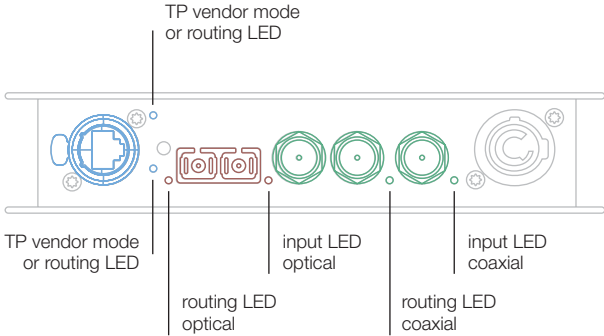 TP vendor mode
or routing LED
TP vendor mode
or routing LED
input LED
optical
input LED
coaxial
routing LED
optical
routing LED
coaxial